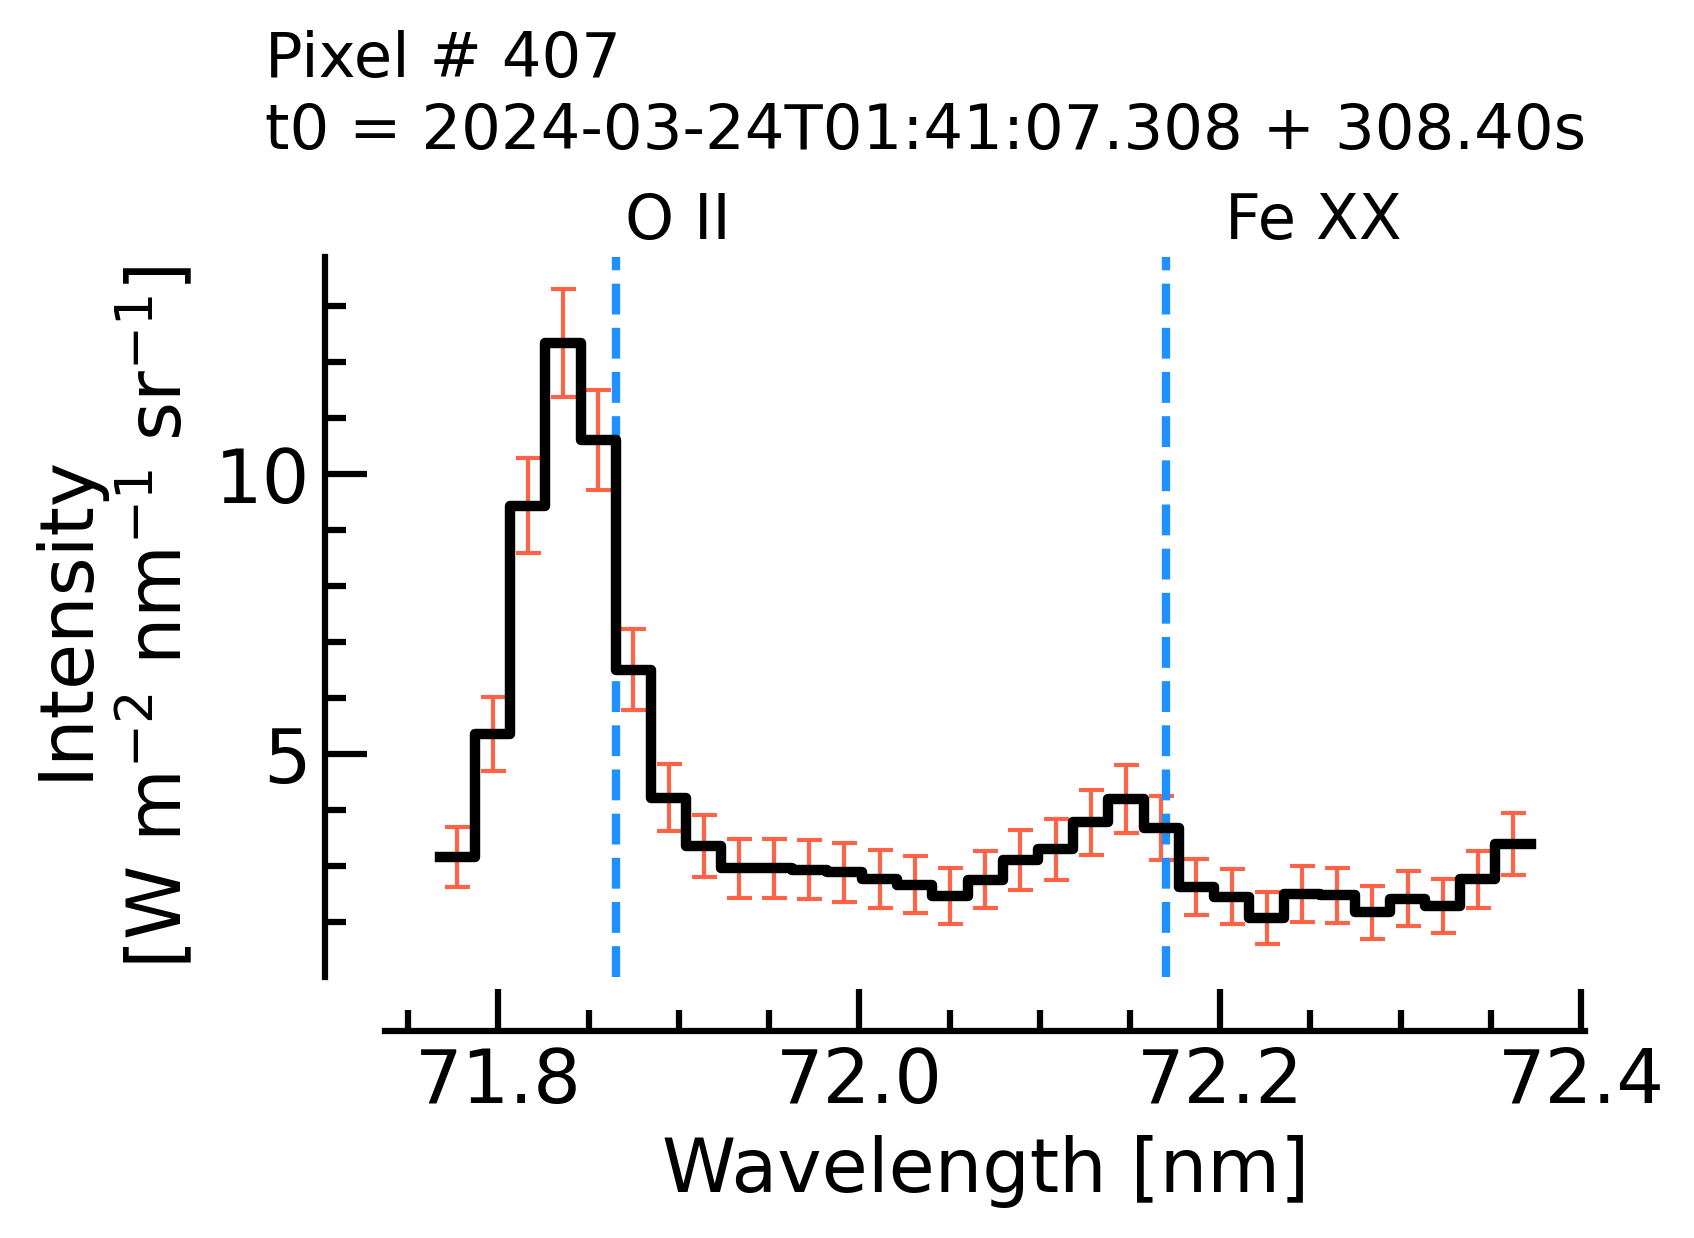 Pixel # 407
t0 = 2024-03-24T01:41:07.308 + 308.40s
O II
Fe XX
Intensity
[W m⁻² nm⁻¹ sr⁻¹]
10
5
71.8
72.0
72.2
72.4
Wavelength [nm]